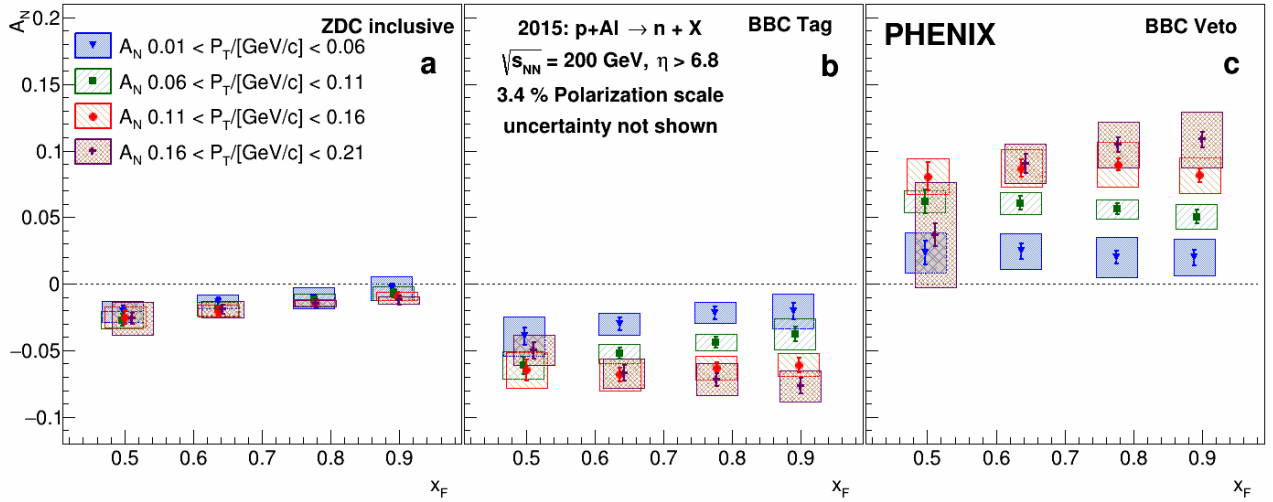 A_N
0.2
0.15
0.1
0.05
0
−0.05
−0.1
ZDC inclusive
a
A_N 0.01 < P_T/[GeV/c] < 0.06
A_N 0.06 < P_T/[GeV/c] < 0.11
A_N 0.11 < P_T/[GeV/c] < 0.16
A_N 0.16 < P_T/[GeV/c] < 0.21
0.5 0.6 0.7 0.8 0.9
x_F
2015: p+Al → n + X
√s_NN = 200 GeV, η > 6.8
3.4 % Polarization scale
uncertainty not shown
BBC Tag
b
0.5 0.6 0.7 0.8 0.9
x_F
PHENIX
BBC Veto
c
0.5 0.6 0.7 0.8 0.9
x_F